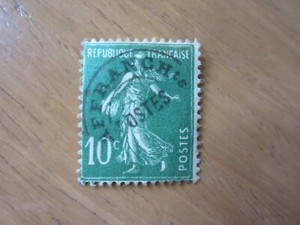 REPUBLIQUE FRANÇAISE
AFFRANCHts
POSTES
10c
POSTES